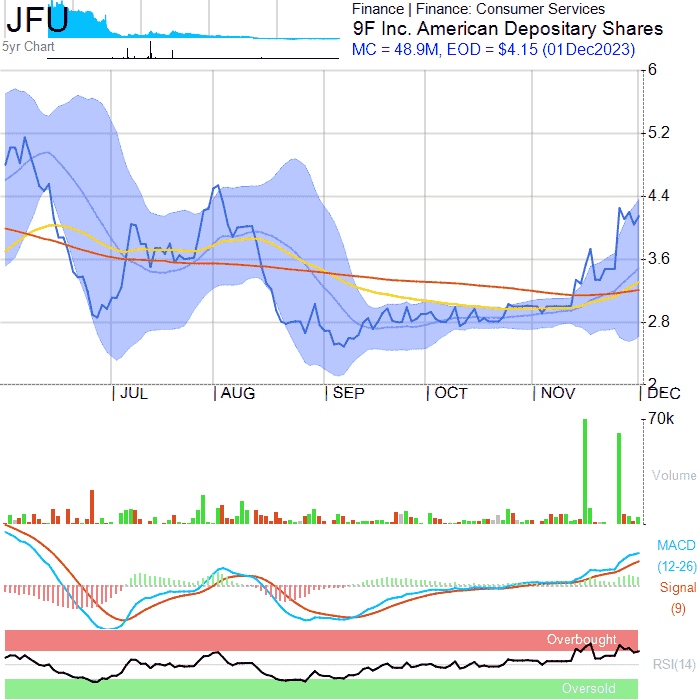 JFU
5yr Chart
Finance | Finance: Consumer Services
9F Inc. American Depositary Shares
MC = 48.9M, EOD = $4.15 (01Dec2023)
6
5.2
4.4
3.6
2.8
2
JUL AUG SEP OCT NOV DEC
70k
Volume
MACD
(12-26)
Signal
(9)
Overbought
RSI(14)
Oversold